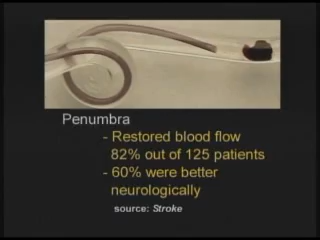 Penumbra
- Restored blood flow
82% out of 125 patients
- 60% were better
neurologically
source: Stroke